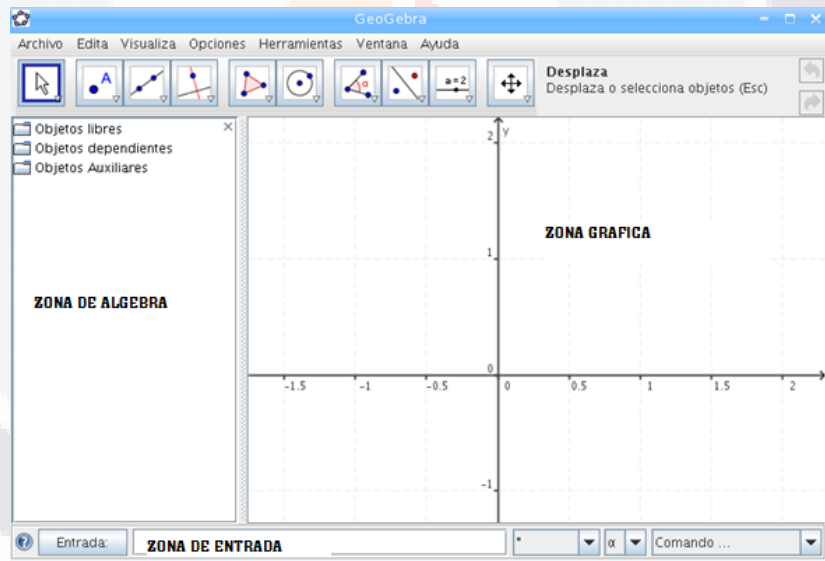 GeoGebra
Archivo Edita Visualiza Opciones Herramientas Ventana Ayuda
A
α
a=2
Desplaza
Desplaza o selecciona objetos (Esc)
Objetos libres
Objetos dependientes
Objetos Auxiliares
ZONA DE ALGEBRA
ZONA GRAFICA
y
2
1
0
-1.5 -1 -0.5 0 0.5 1 1.5 2
-1
Entrada: ZONA DE ENTRADA * α Comando ...